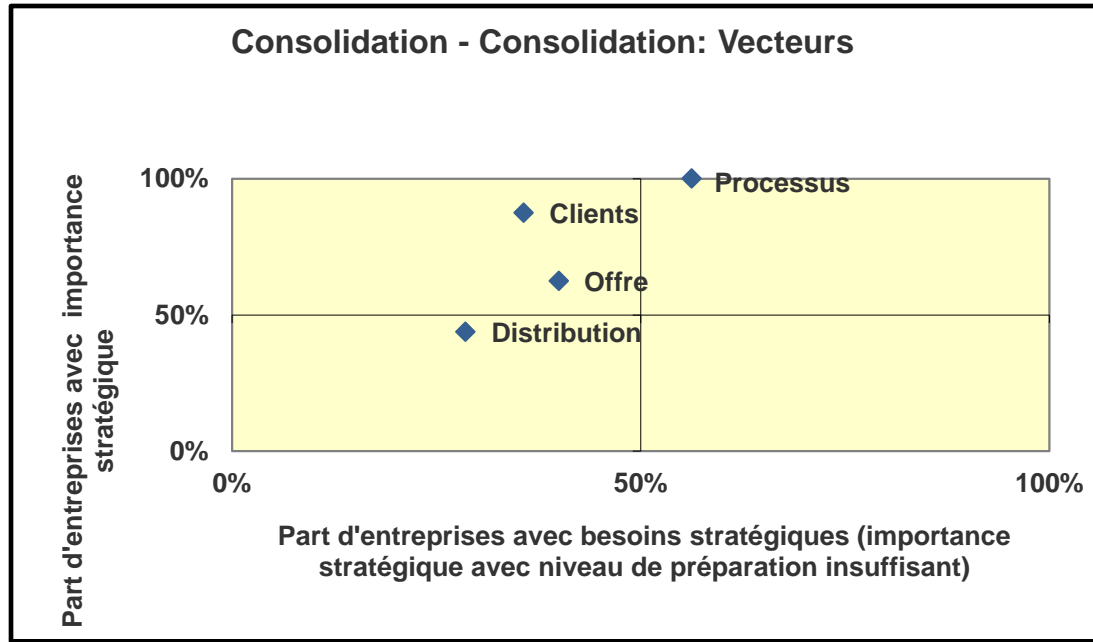 Consolidation - Consolidation: Vecteurs
Part d'entreprises avec  importance
stratégique
100%
50%
0%
Processus
Clients
Offre
Distribution
0%
50%
100%
Part d'entreprises avec besoins stratégiques (importance
stratégique avec niveau de préparation insuffisant)